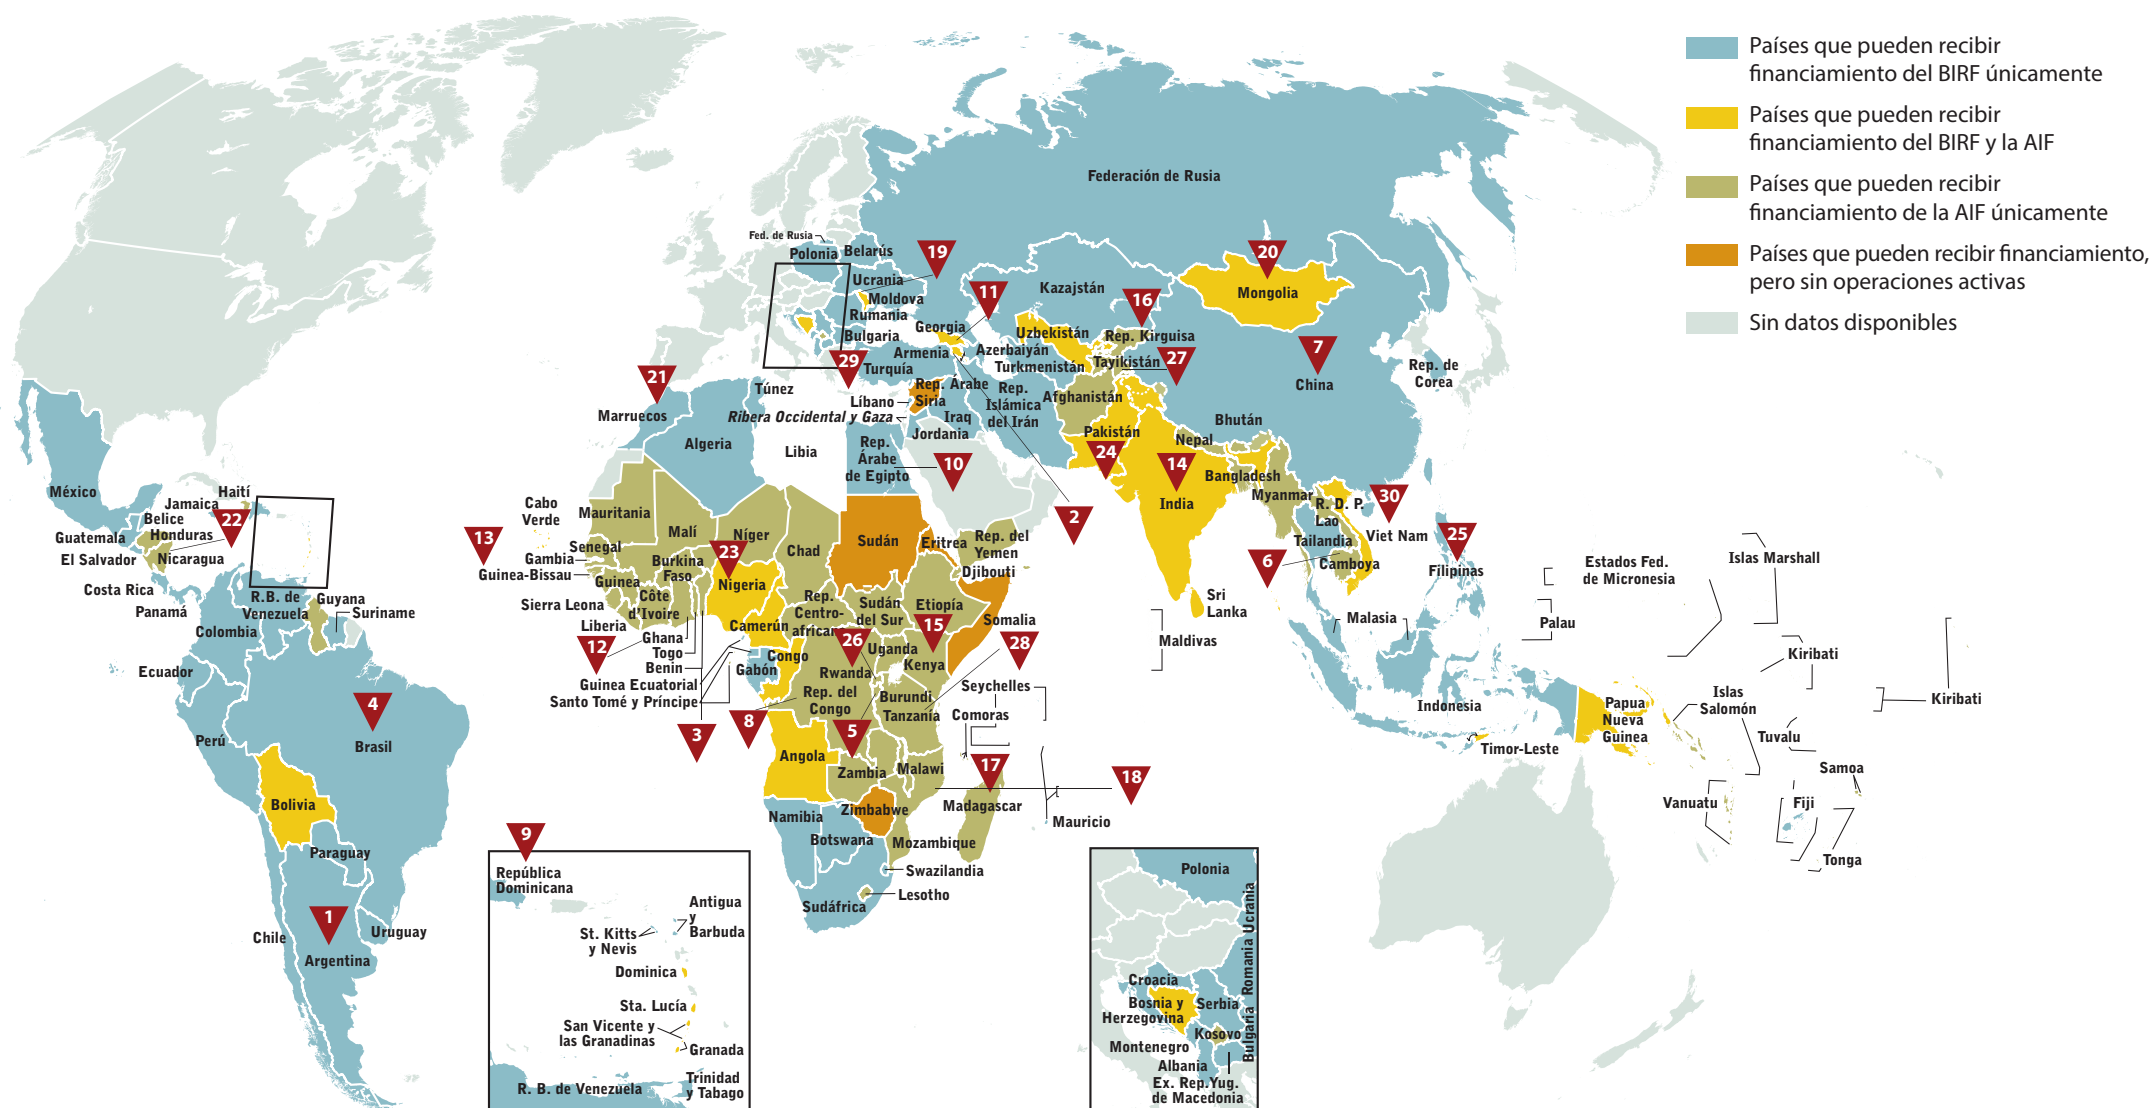 Países que pueden recibir
financiamiento del BIRF únicamente
Países que pueden recibir
financiamiento del BIRF y la AIF
Países que pueden recibir
financiamiento de la AIF únicamente
Países que pueden recibir financiamiento,
pero sin operaciones activas
Sin datos disponibles
Federación de Rusia
Fed. de Rusia
Polonia
Belarús
19
20
Ucrania
Moldova
Rumania
Bulgaria
11
Kazajstán
16
Mongolia
Georgia
Armenia
Azerbaiyán
Turkmenistán
Uzbekistán
Rep. Kirguisa
Tayikistán
27
7
China
Rep. de
Corea
29
Turquía
21
Marruecos
Túnez
Líbano
Rep. Árabe
Siria
Ribera Occidental y Gaza
Iraq
Jordania
Rep.
Islámica
del Irán
Afganistán
Pakistán
24
Nepal
Bhután
14
India
Bangladesh
Myanmar
R. D. P.
Lao
Tailandia
30
Viet Nam
6
Camboya
25
Filipinas
Algeria
Libia
Rep.
Árabe
de Egipto
10
2
México
Haití
Jamaica
Belice
22
Honduras
Guatemala
El Salvador
Nicaragua
Costa Rica
Panamá
R.B. de
Venezuela
Guyana
Suriname
Colombia
Ecuador
4
Brasil
Perú
Bolivia
Paraguay
1
Chile
Uruguay
Argentina
Cabo
Verde
13
Mauritania
Malí
Níger
Chad
Sudán
Eritrea
Rep. del
Yemen
Djibouti
Senegal
Gambia
Guinea-Bissau
Guinea
Burkina
Faso
23
Nigeria
Sierra Leona
Côte
d'Ivoire
Liberia
12
Ghana
Togo
Benin
Camerún
Rep.
Centro-
african
Sudán
del Sur
Etiopía
15
Somalia
28
26
Uganda
Kenya
Congo
Gabón
Guinea Ecuatorial
Santo Tomé y Príncipe
Rwanda
Rep. del
Congo
Burundi
Tanzanía
3
8
5
Seychelles
Comoras
Angola
Zambia
Malawi
17
18
Madagascar
Mauricio
Namibia
Zimbabwe
Botswana
Mozambique
Swazilandia
Lesotho
Sudáfrica
Sri
Lanka
Maldivas
Malasia
Indonesia
Timor-Leste
Papua
Nueva
Guinea
Palau
Estados Fed.
de Micronesia
Islas Marshall
Kiribati
Kiribati
Islas
Salomón
Tuvalu
Samoa
Vanuatu
Fiji
Tonga
9
República
Dominicana
Antigua
y
Barbuda
St. Kitts
y Nevis
Dominica
Sta. Lucía
San Vicente y
las Granadinas
Granada
R. B. de Venezuela
Trinidad
y Tabago
Polonia
Ucrania
Romania
Bulgaria
Croacia
Bosnia y
Herzegovina
Serbia
Kosovo
Montenegro
Albania
Ex. Rep.Yug.
de Macedonia